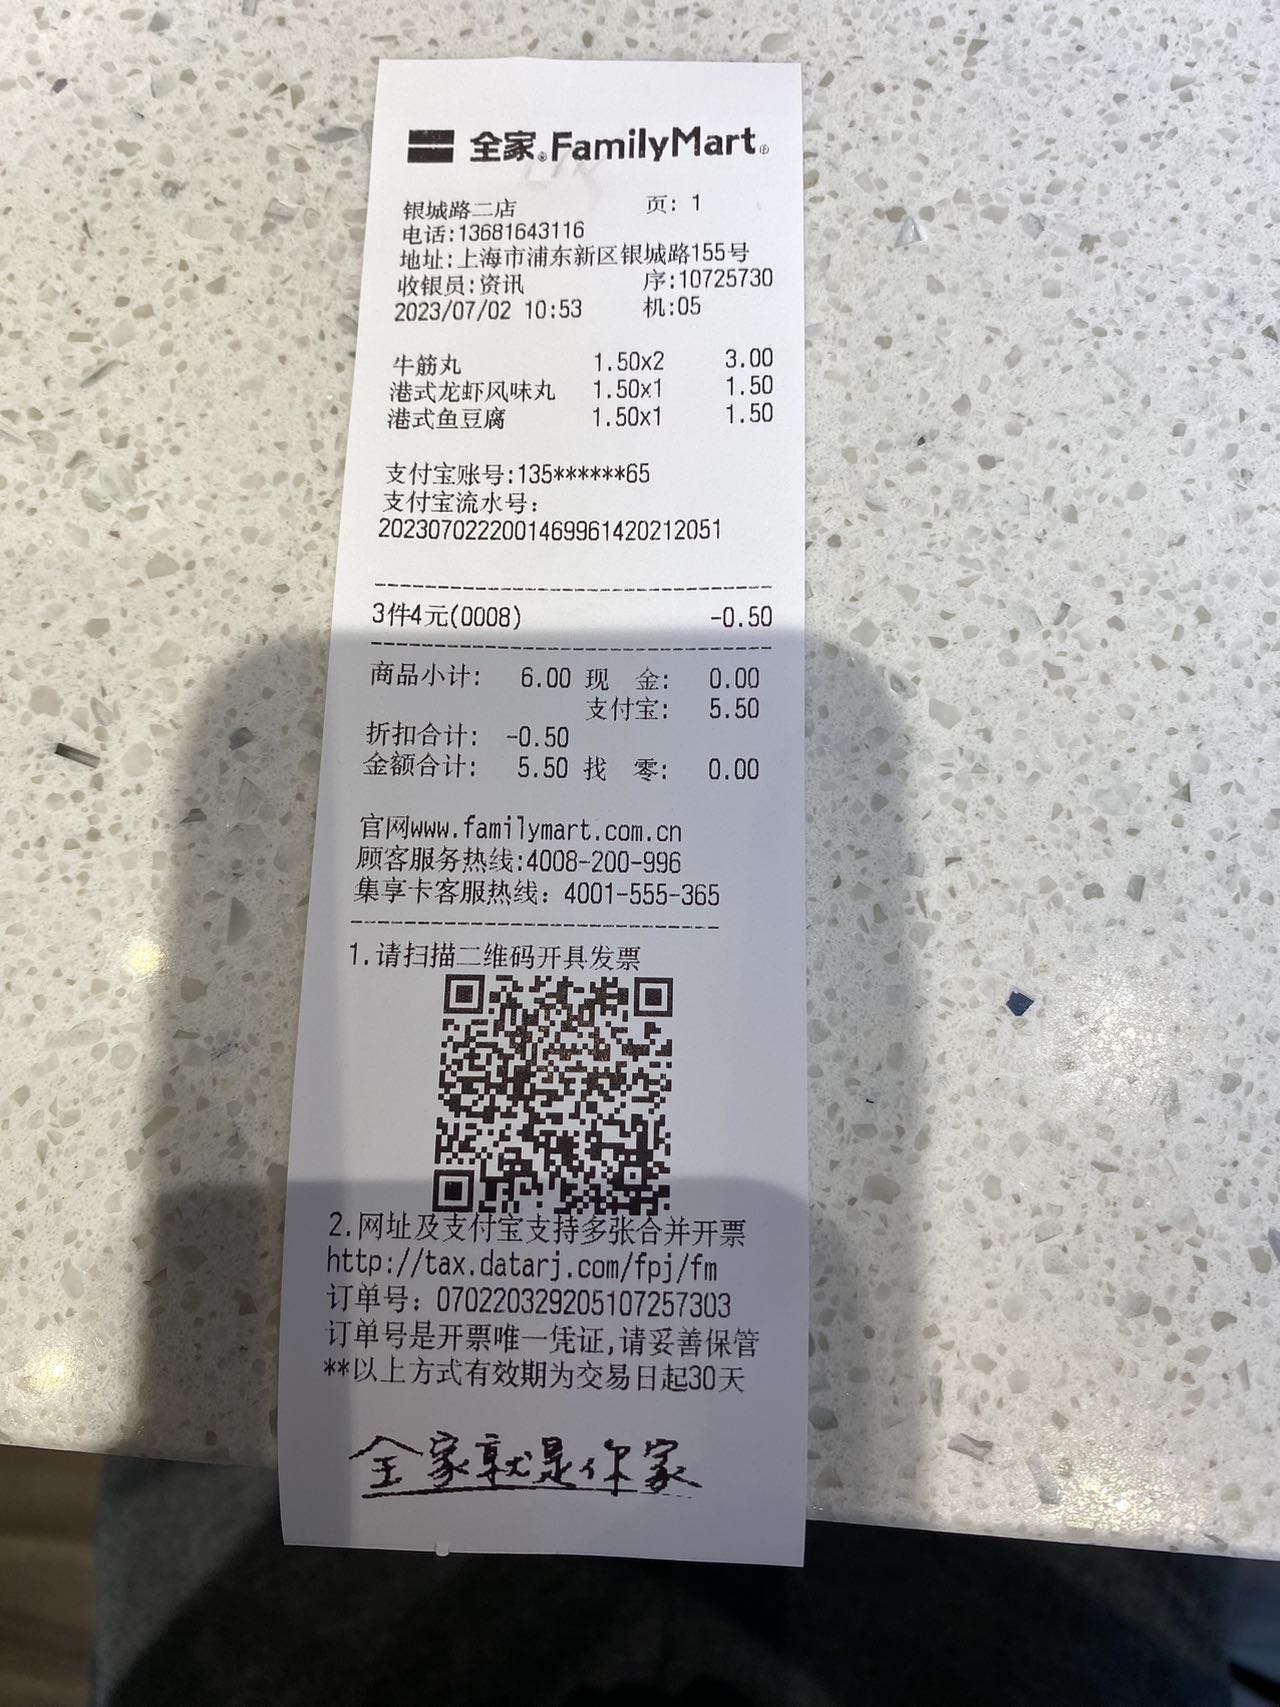 全家 FamilyMart
银城路二店 页: 1
电话:13681643116
地址:上海市浦东新区银城路155号
收银员:资讯 序:10725730
2023/07/02 10:53 机:05
牛筋丸 1.50x2 3.00
港式龙虾风味丸 1.50x1 1.50
港式鱼豆腐 1.50x1 1.50
支付宝账号:135******65
支付宝流水号:
2023070222001469961420212051
3件4元(0008) -0.50
商品小计: 6.00 现 金: 0.00
支付宝: 5.50
折扣合计: -0.50
金额合计: 5.50 找 零: 0.00
官网www.familymart.com.cn
顾客服务热线:4008-200-996
集享卡客服热线: 4001-555-365
1.请扫描二维码开具发票
2.网址及支付宝支持多张合并开票
http://tax.datarj.com/fpj/fm
订单号: 070220329205107257303
订单号是开票唯一凭证,请妥善保管
**以上方式有效期为交易日起30天
全家就是你家